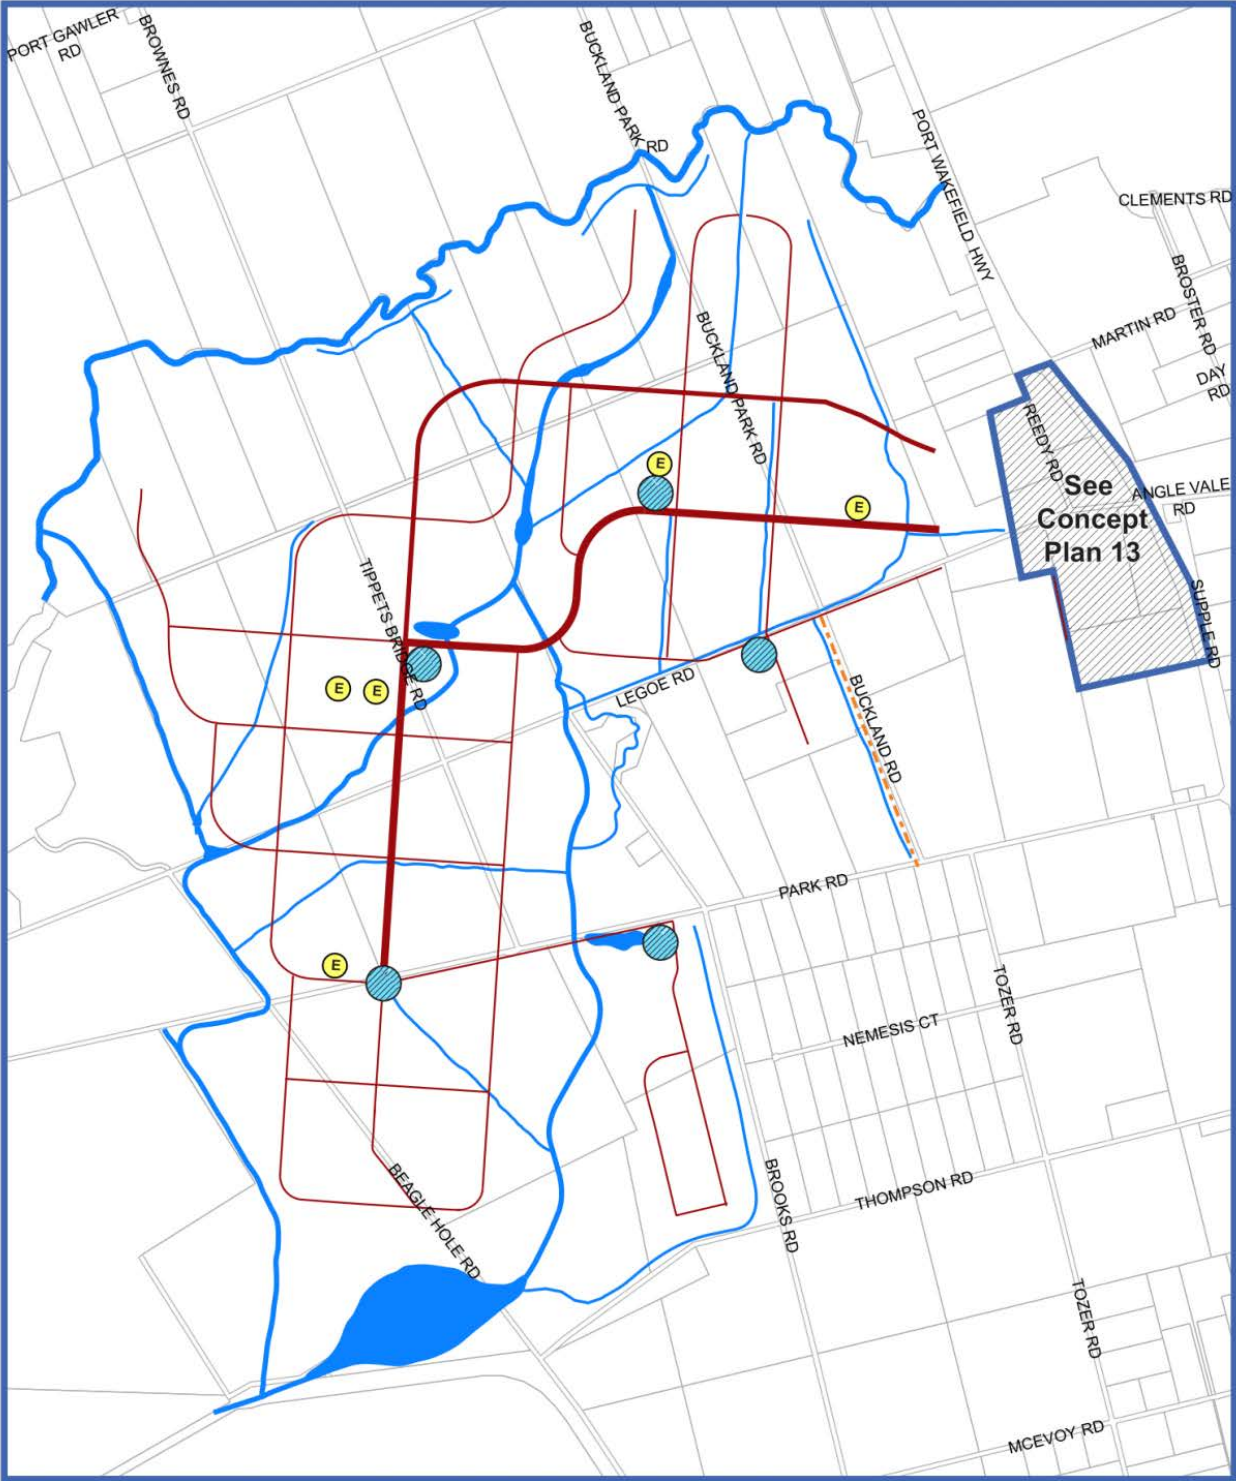 PORT GAWLER
RD
BROWNES RD
BUCKLAND PARK RD
PORT WAKEFIELD HWY
CLEMENTS RD
BROSTER RD
MARTIN RD
DAY
RD
BUCKLAND PARK RD
REEDY RD
E
See
Concept
Plan 13
ANGLE VALE
RD
E
TIPPETS BRIDGE RD
SUPPLE RD
E
E
LEGOE RD
BUCKLAND RD
PARK RD
E
TOZER RD
NEMESIS CT
BEAGLE HOLE RD
BROOKS RD
THOMPSON RD
TOZER RD
MCEVOY RD